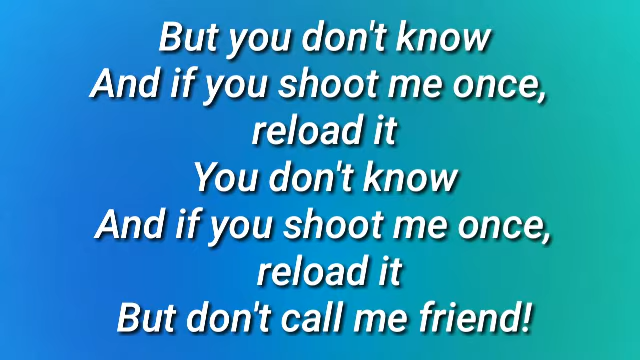 But you don't know
And if you shoot me once,
reload it
You don't know
And if you shoot me once,
reload it
But don't call me friend!